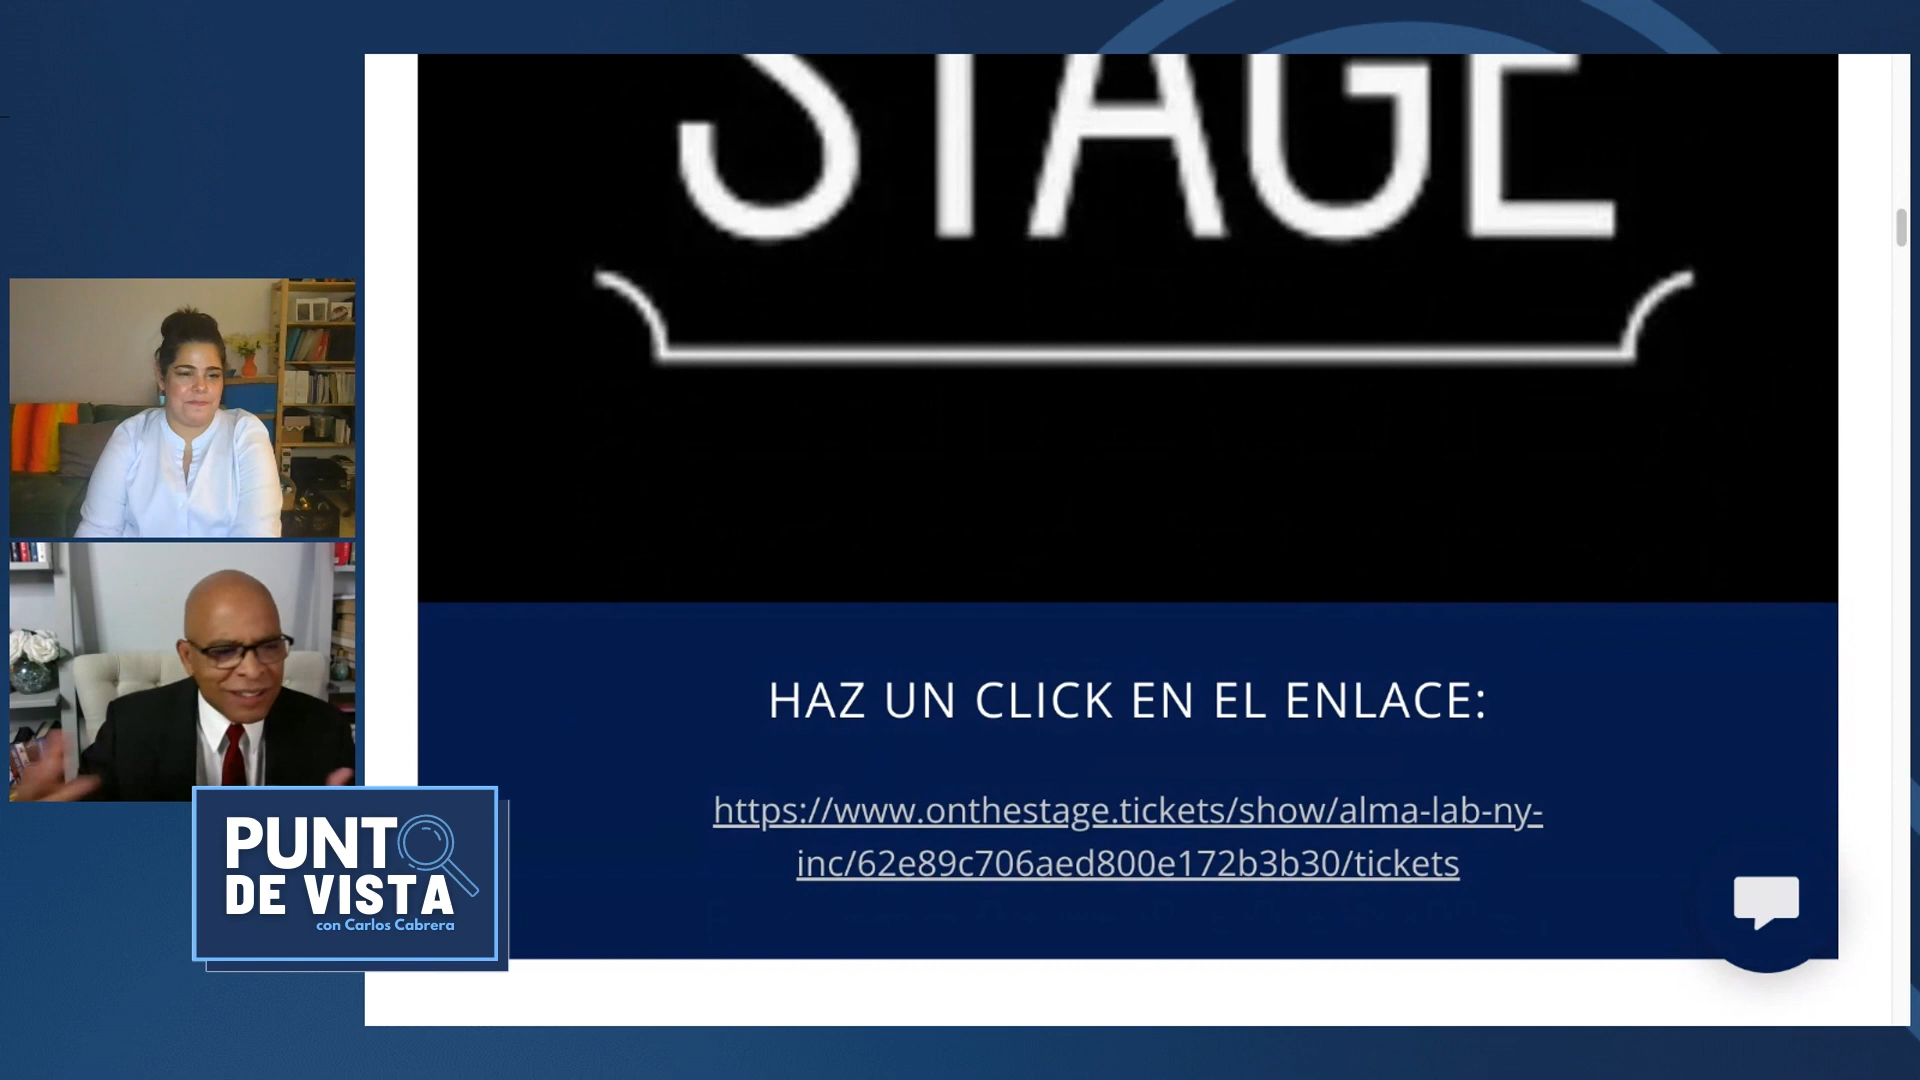 STAGE
HAZ UN CLICK EN EL ENLACE:
https://www.onthestage.tickets/show/alma-lab-ny-
inc/62e89c706aed800e172b3b30/tickets
PUNTO
DE VISTA
con Carlos Cabrera